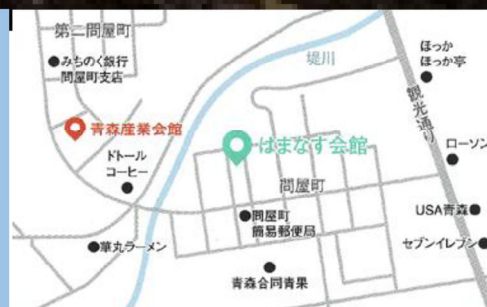 第二問屋町
みちのく銀行
問屋町支店
青森産業会館
ドトール
コーヒー
華丸ラーメン
堤川
はまなす会館
問屋町
問屋町
簡易郵便局
青森合同青果
ほっか
ほっか亭
観光通り
ローソン
USA青森
セブンイレブン